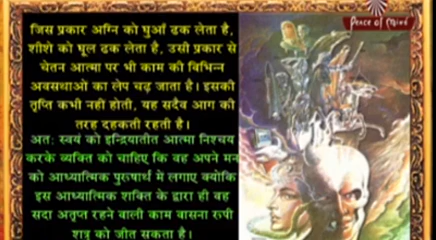 Peace of Mind
जिस प्रकार अग्नि को धुआँ ढक लेता है,
शीशे को धूल ढक लेता है, उसी प्रकार से
चेतन आत्मा पर भी काम की विभिन्न
अवसथाओं का लेप चढ़ जाता है। इसकी
तृप्ति कभी नहीं होती, यह सदैव आग की
तरह दहकती रहती है।
अतः स्वयं को इन्द्रियातीत आत्मा निश्चय
करके व्यक्ति को चाहिए कि वह अपने मन
को आध्यात्मिक पुरुषार्थ में लगाए क्योंकि
इस आध्यात्मिक शक्ति के द्वारा ही वह
सदा अतृप्त रहने वाली काम वासना रूपी
शत्रु को जीत सकता है।